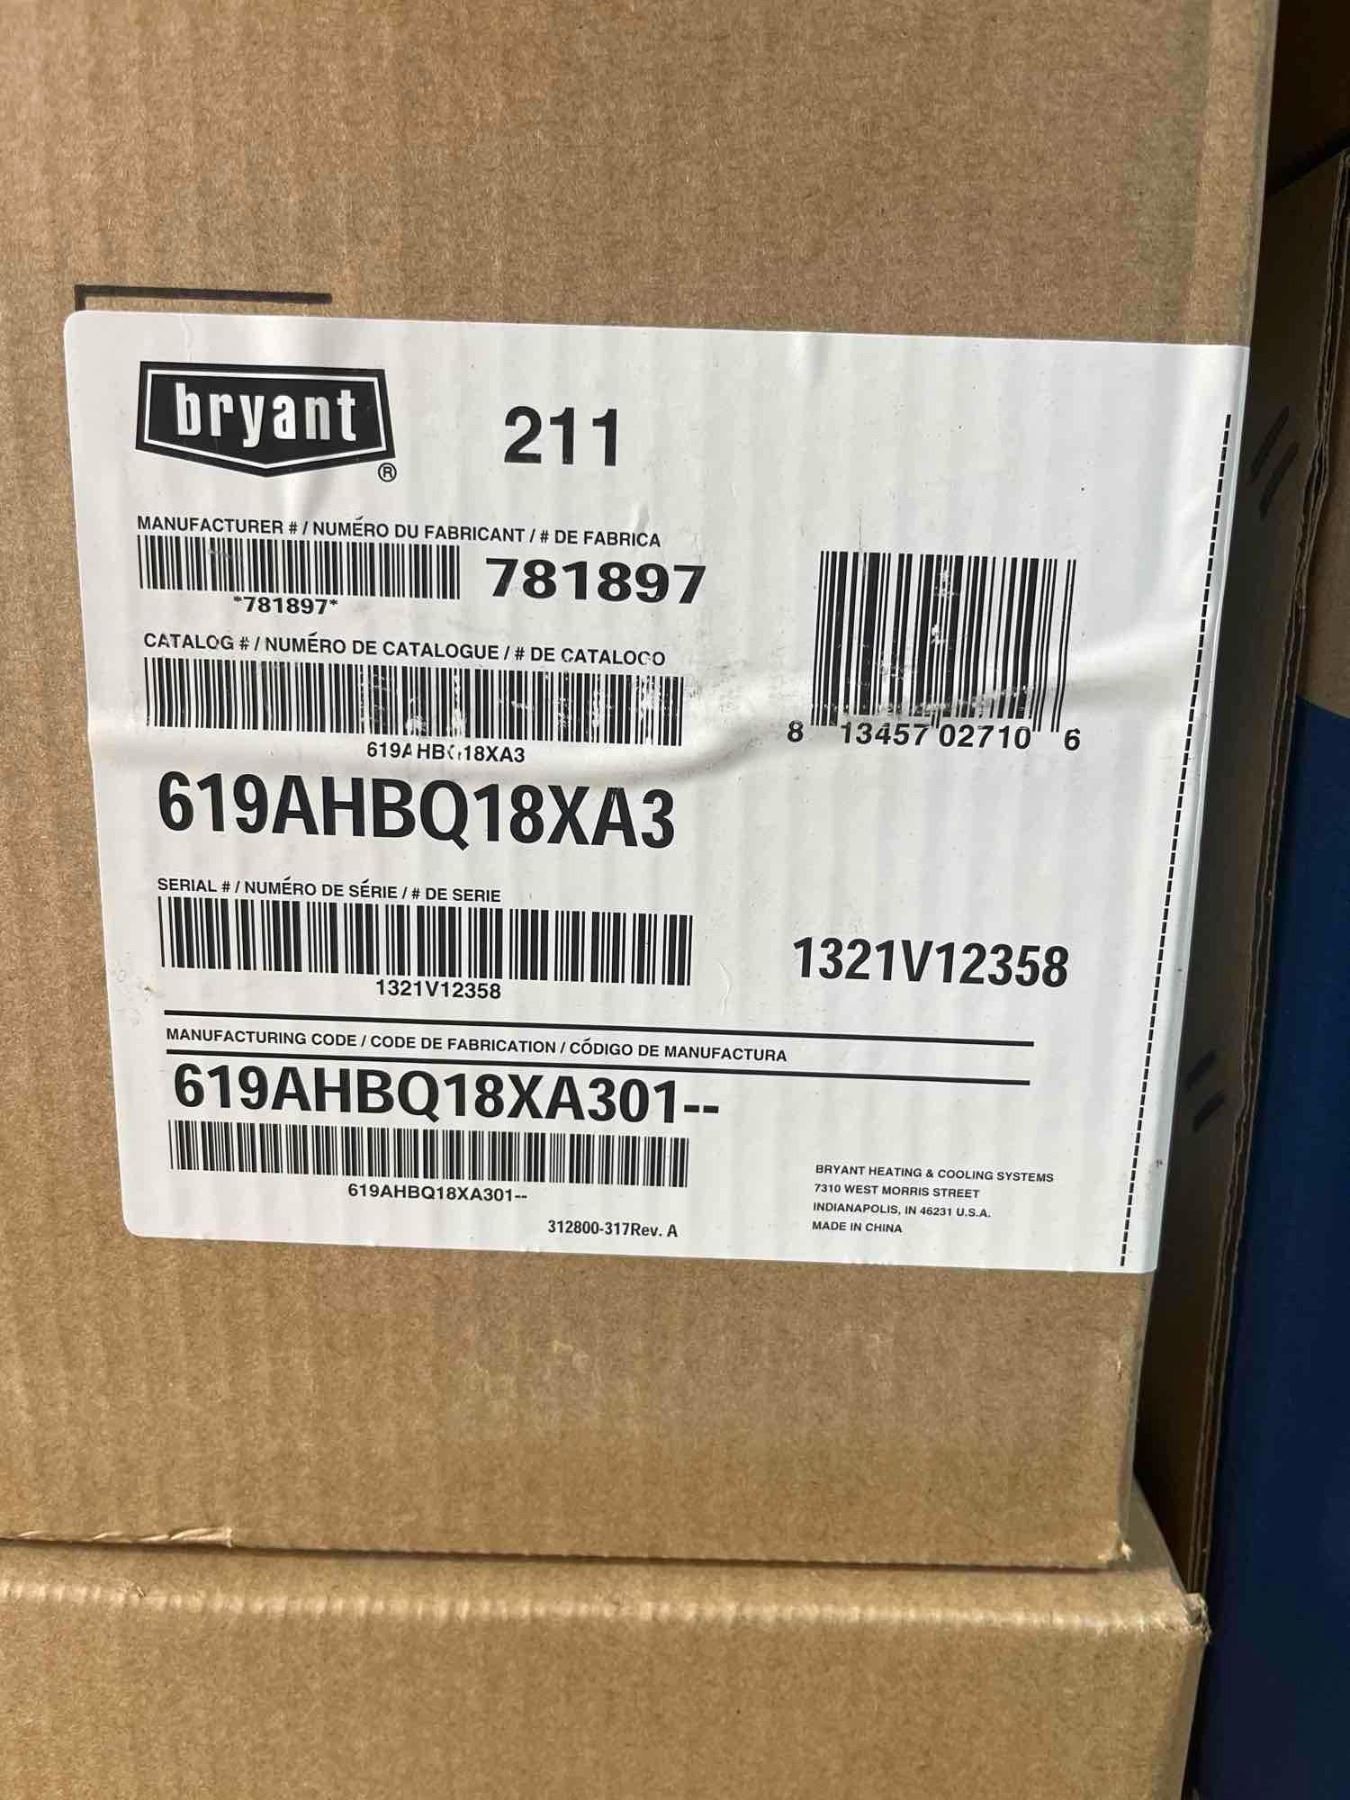 bryant ®
211
MANUFACTURER # / NUMÉRO DU FABRICANT / # DE FABRICA
781897
*781897*
CATALOG # / NUMÉRO DE CATALOGUE / # DE CATALOGO
619AHBQ18XA3
8 13457 02710 6
619AHBQ18XA3
SERIAL # / NUMÉRO DE SÉRIE / # DE SERIE
1321V12358
1321V12358
MANUFACTURING CODE / CODE DE FABRICATION / CÓDIGO DE MANUFACTURA
619AHBQ18XA301--
619AHBQ18XA301--
312800-317Rev. A
BRYANT HEATING & COOLING SYSTEMS
7310 WEST MORRIS STREET
INDIANAPOLIS, IN 46231 U.S.A.
MADE IN CHINA